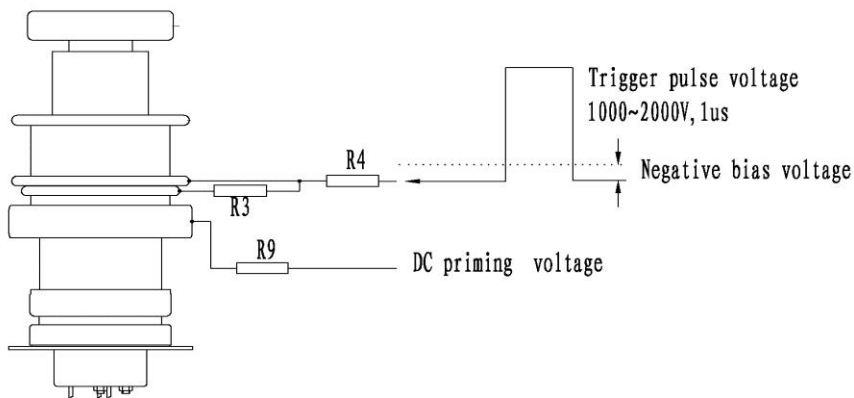 Trigger pulse voltage
1000~2000V, 1us
R4
Negative bias voltage
R3
R9
DC priming voltage